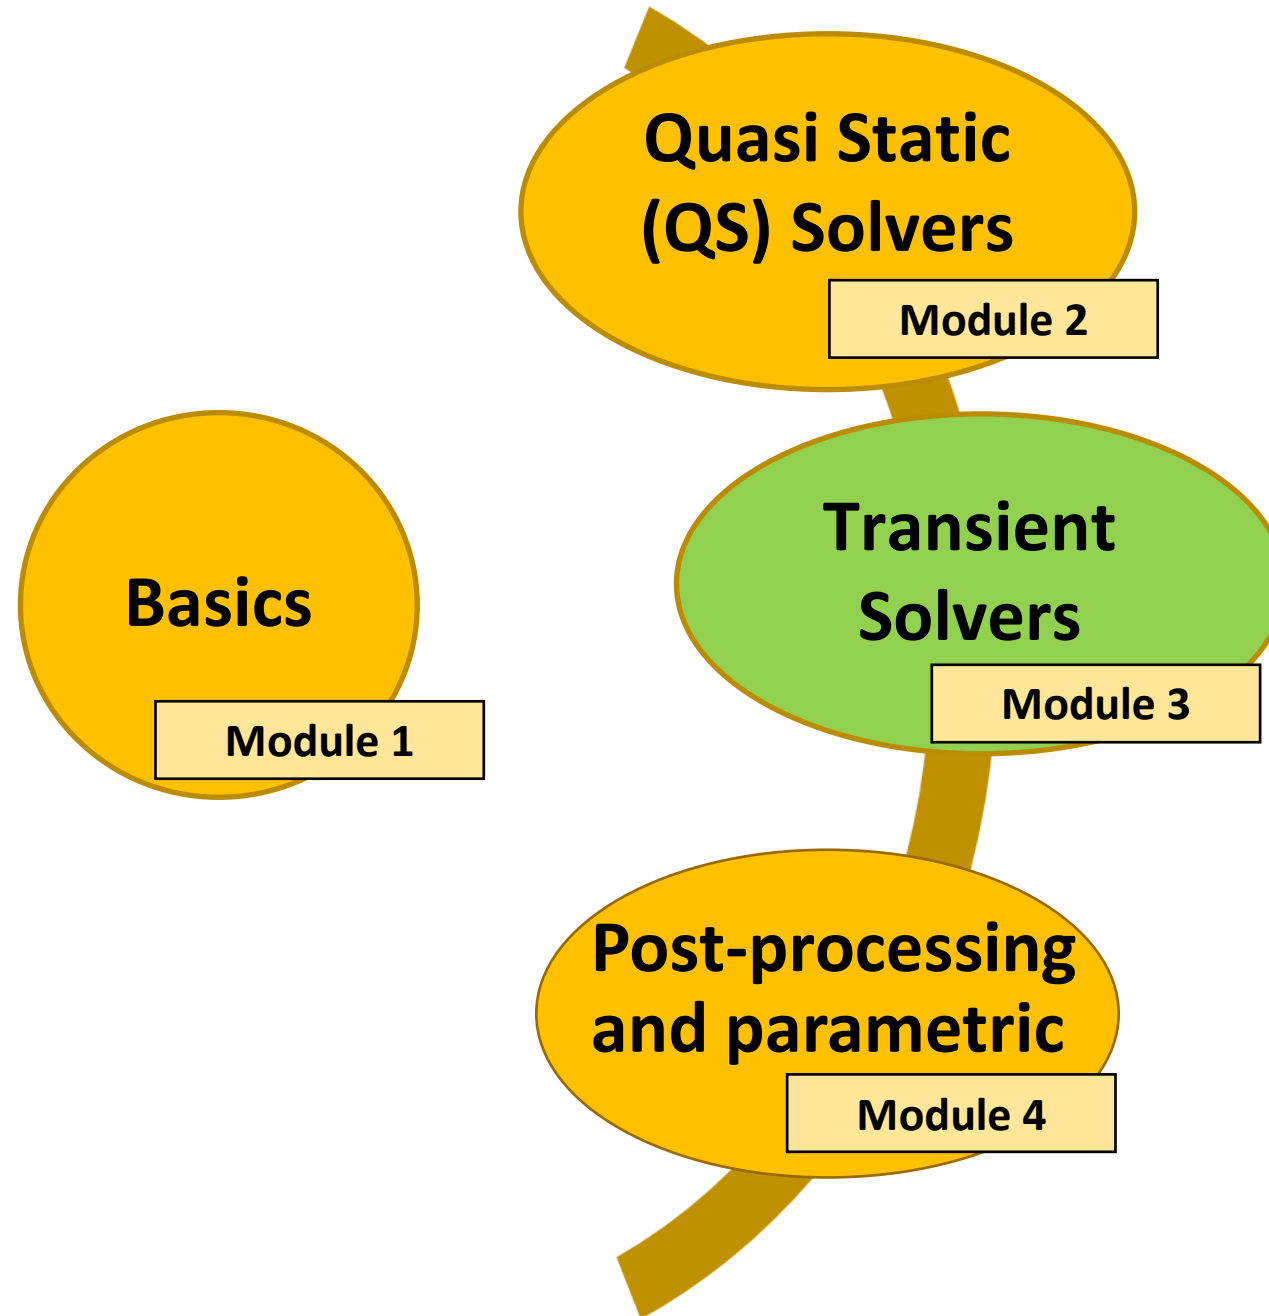 Quasi Static
(QS) Solvers
Module 2
Transient
Solvers
Module 3
Basics
Module 1
Post-processing
and parametric
Module 4